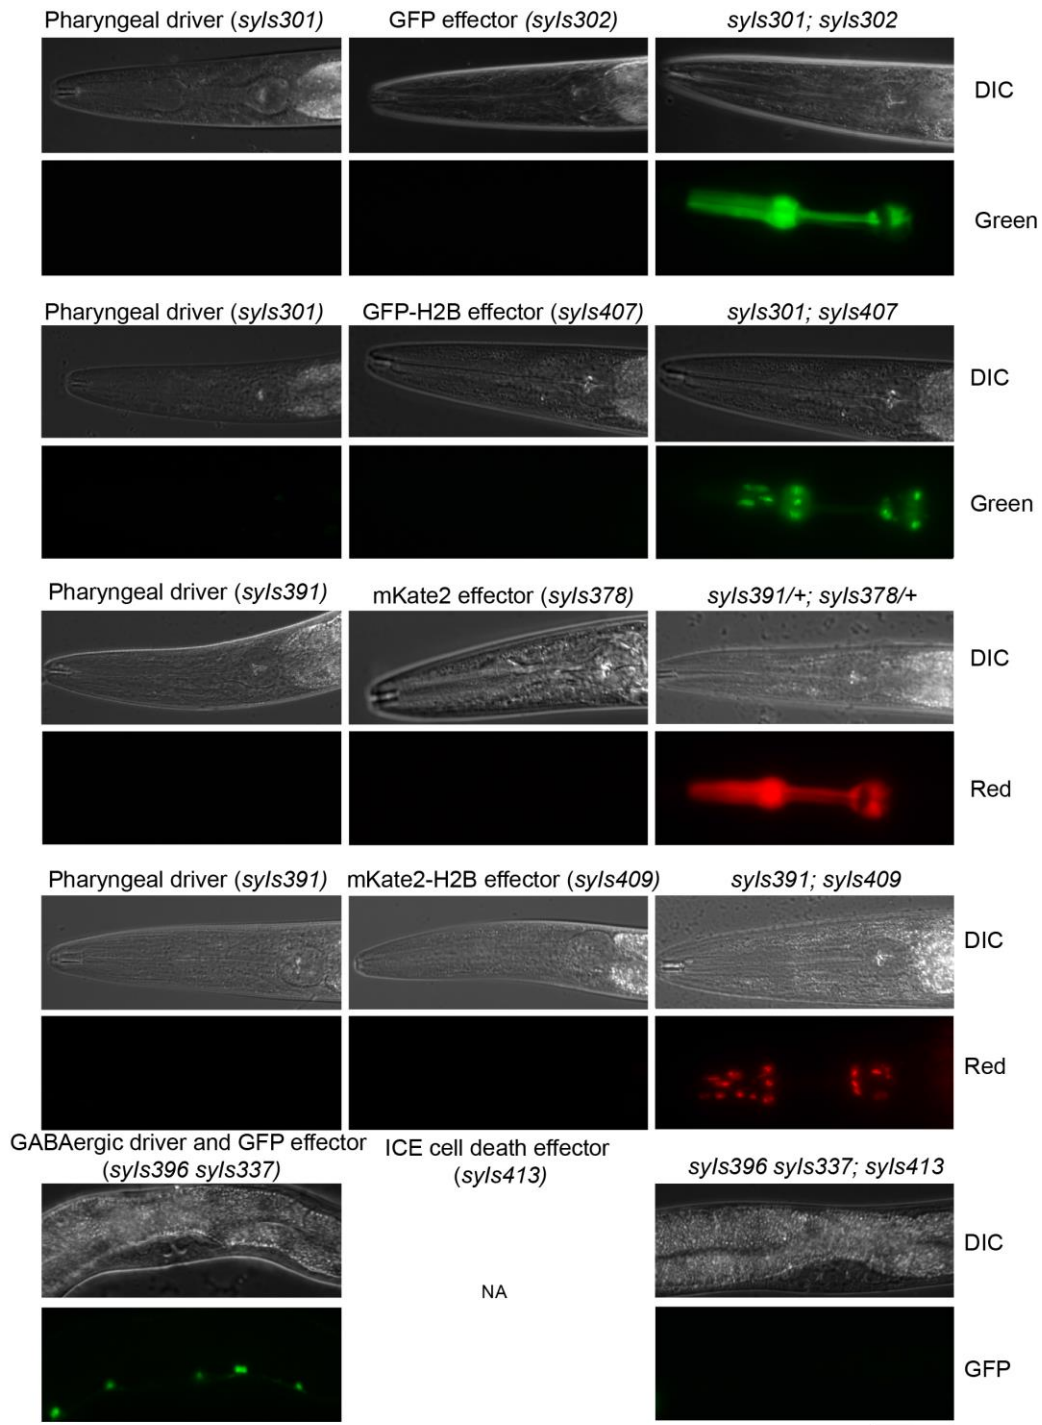 Pharyngeal driver (syIs301)
GFP effector (syIs302)
syIs301; syIs302
DIC
Green
Pharyngeal driver (syIs301)
GFP-H2B effector (syIs407)
syIs301; syIs407
DIC
Green
Pharyngeal driver (syIs391)
mKate2 effector (syIs378)
syIs391/+; syIs378/+
DIC
Red
Pharyngeal driver (syIs391)
mKate2-H2B effector (syIs409)
syIs391; syIs409
DIC
Red
GABAergic driver and GFP effector
(syIs396 syIs337)
ICE cell death effector
(syIs413)
syIs396 syIs337; syIs413
DIC
NA
GFP